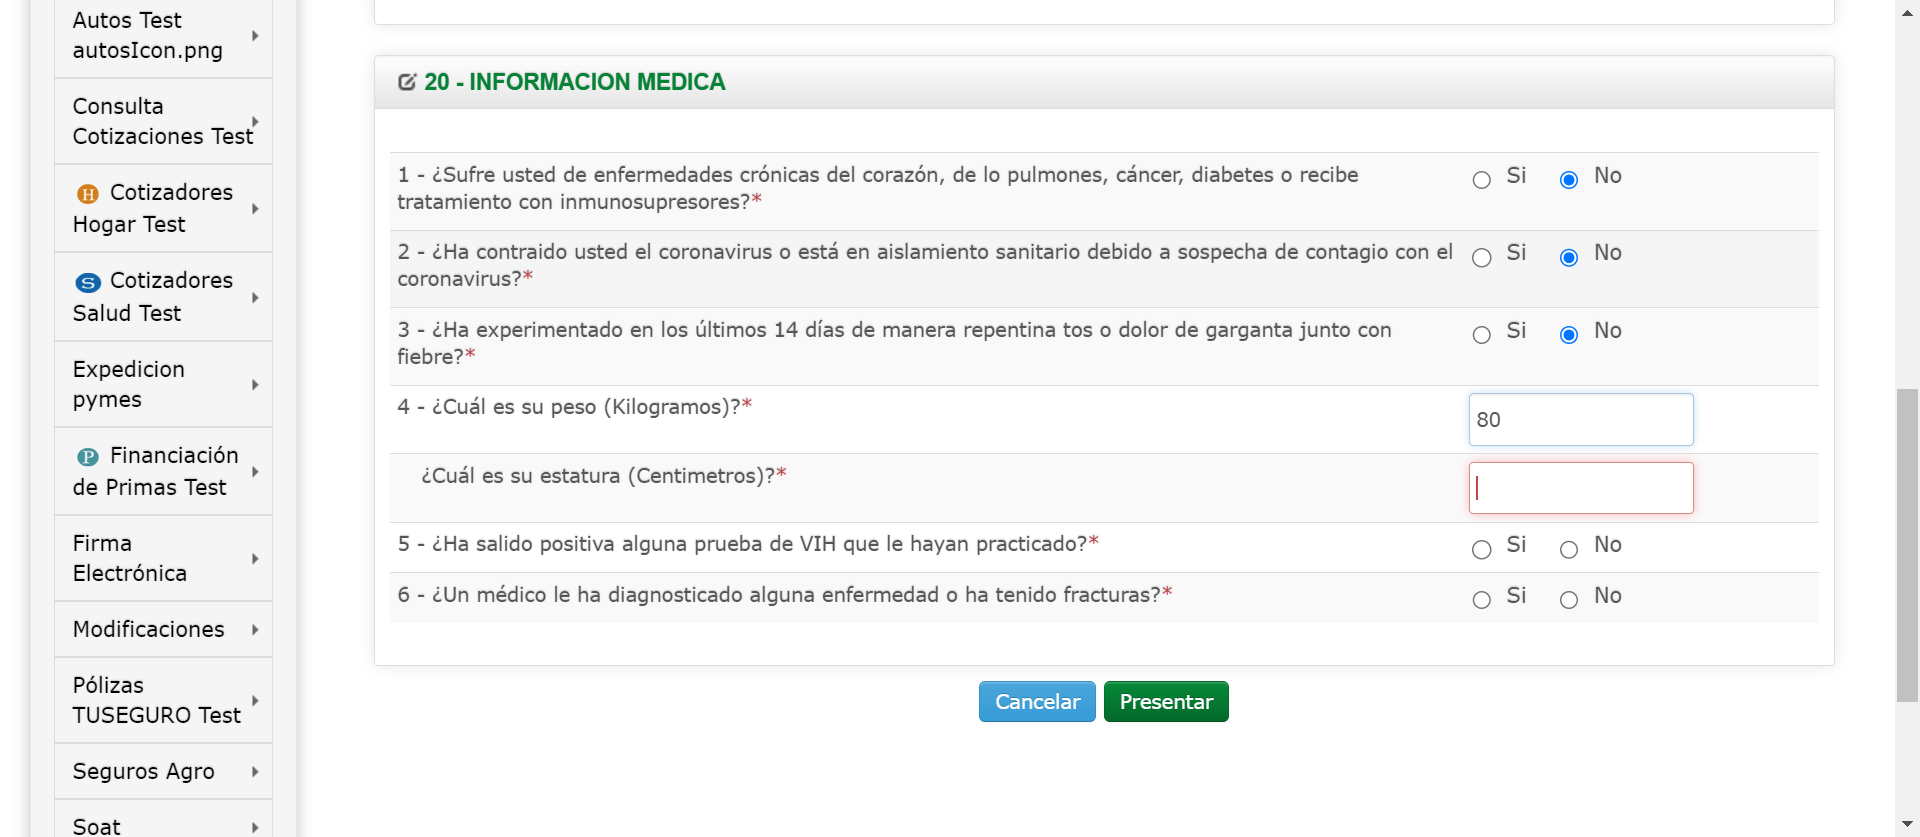 Autos Test
autosIcon.png
Consulta
Cotizaciones Test
H Cotizadores
Hogar Test
S Cotizadores
Salud Test
Expedicion
pymes
P Financiación
de Primas Test
Firma
Electrónica
Modificaciones
Pólizas
TUSEGURO Test
Seguros Agro
Soat
20 - INFORMACION MEDICA
1 - ¿Sufre usted de enfermedades crónicas del corazón, de lo pulmones, cáncer, diabetes o recibe
tratamiento con inmunosupresores?*
Si No
2 - ¿Ha contraido usted el coronavirus o está en aislamiento sanitario debido a sospecha de contagio con el
coronavirus?*
Si No
3 - ¿Ha experimentado en los últimos 14 días de manera repentina tos o dolor de garganta junto con
fiebre?*
Si No
4 - ¿Cuál es su peso (Kilogramos)?*
80
¿Cuál es su estatura (Centimetros)?*
5 - ¿Ha salido positiva alguna prueba de VIH que le hayan practicado?*
Si No
6 - ¿Un médico le ha diagnosticado alguna enfermedad o ha tenido fracturas?*
Si No
Cancelar Presentar